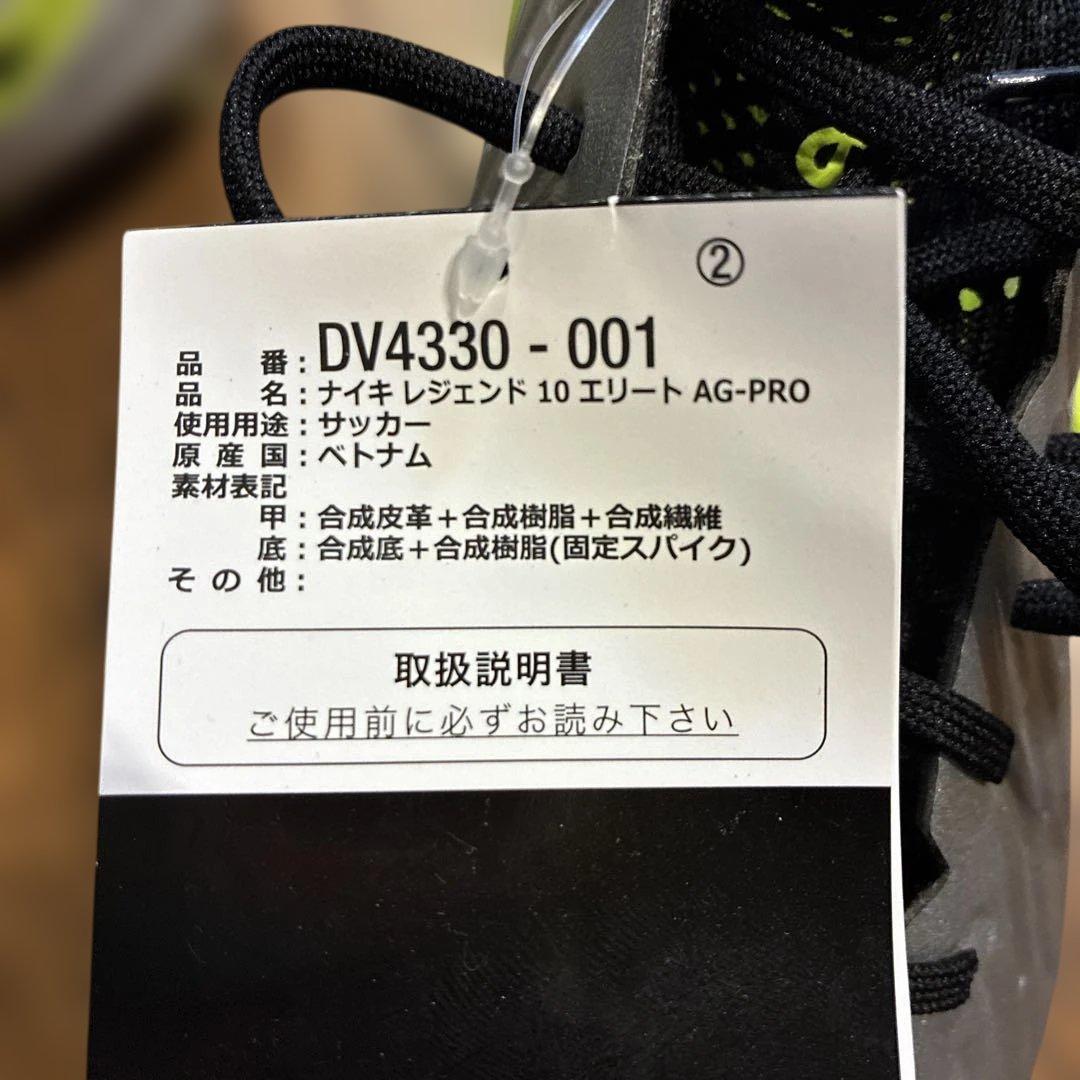 ②
品 番：DV4330 - 001
品 名：ナイキ レジェンド 10 エリート AG-PRO
使用用途：サッカー
原 産 国：ベトナム
素材表記
甲：合成皮革＋合成樹脂＋合成繊維
底：合成底＋合成樹脂(固定スパイク)
そ の 他：
取扱説明書
ご使用前に必ずお読み下さい